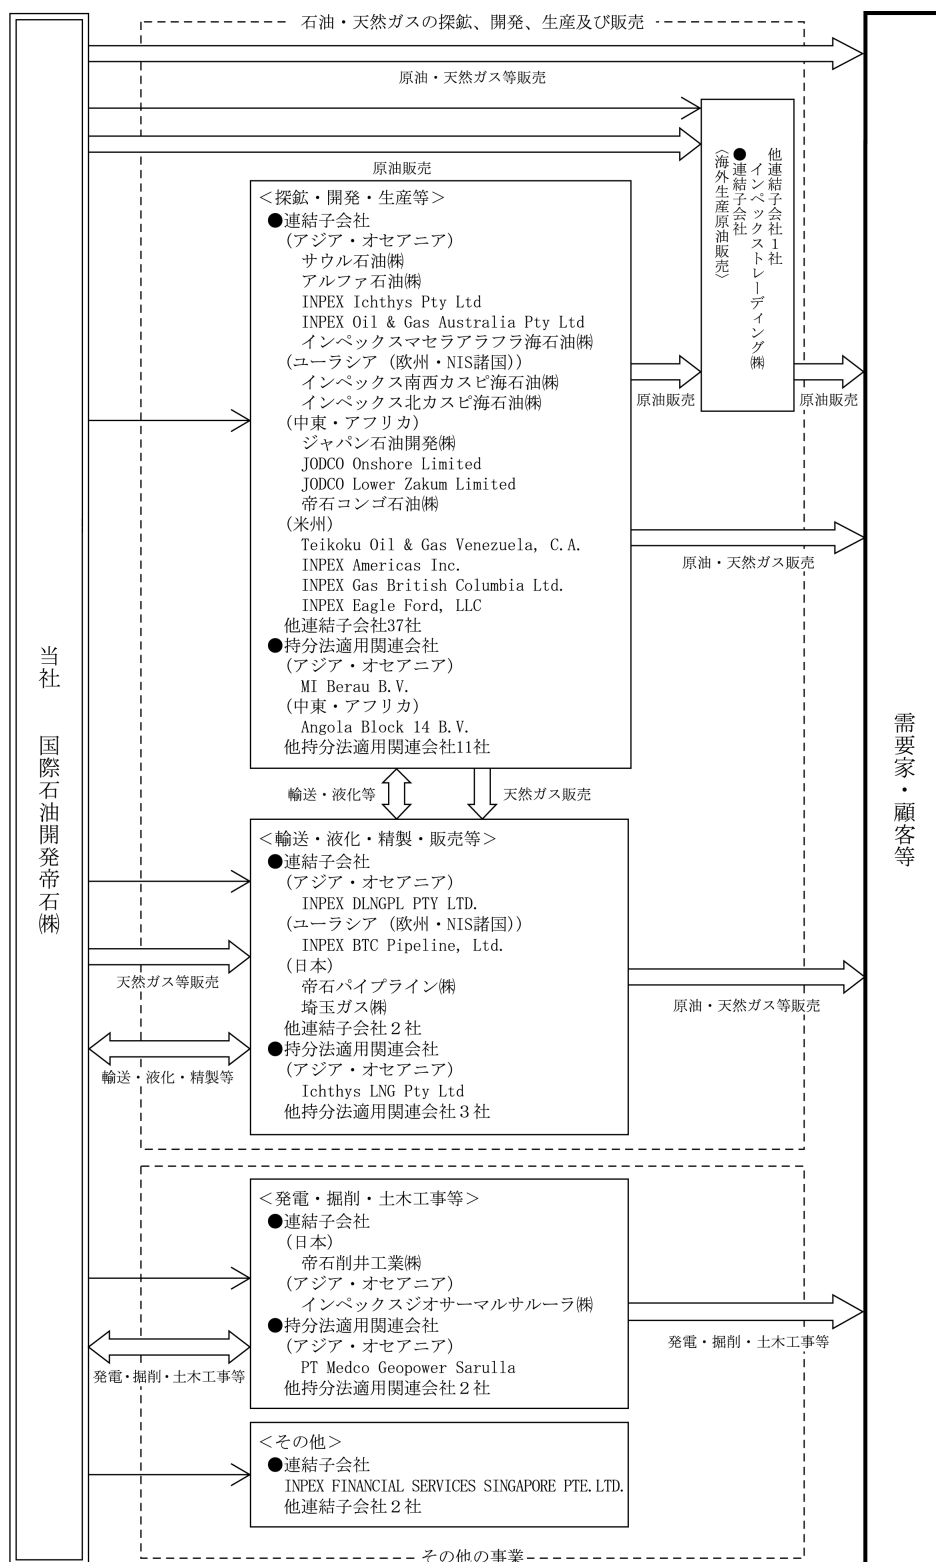 石油・天然ガスの探鉱、開発、生産及び販売
原油・天然ガス等販売
原油販売
<海外生産原油販売>
●連結子会社
インペックストレーディング㈱
他連結子会社1社
<探鉱・開発・生産等>
●連結子会社
(アジア・オセアニア)
サウル石油㈱
アルファ石油㈱
INPEX Ichthys Pty Ltd
INPEX Oil & Gas Australia Pty Ltd
インペックスマセラアラフラ海石油㈱
(ユーラシア (欧州・NIS諸国))
インペックス南西カスピ海石油㈱
インペックス北カスピ海石油㈱
(中東・アフリカ)
ジャパン石油開発㈱
JODCO Onshore Limited
JODCO Lower Zakum Limited
帝石コンゴ石油㈱
(米州)
Teikoku Oil & Gas Venezuela, C.A.
INPEX Americas Inc.
INPEX Gas British Columbia Ltd.
INPEX Eagle Ford, LLC
他連結子会社37社
●持分法適用関連会社
(アジア・オセアニア)
MI Berau B.V.
(中東・アフリカ)
Angola Block 14 B.V.
他持分法適用関連会社11社
原油販売
原油販売
原油・天然ガス販売
当社 国際石油開発帝石㈱
需要家・顧客等
輸送・液化等
天然ガス販売
<輸送・液化・精製・販売等>
●連結子会社
(アジア・オセアニア)
INPEX DLNGPL PTY LTD.
(ユーラシア (欧州・NIS諸国))
INPEX BTC Pipeline, Ltd.
(日本)
帝石パイプライン㈱
埼玉ガス㈱
他連結子会社2社
●持分法適用関連会社
(アジア・オセアニア)
Ichthys LNG Pty Ltd
他持分法適用関連会社3社
天然ガス等販売
輸送・液化・精製等
原油・天然ガス等販売
<発電・掘削・土木工事等>
●連結子会社
(日本)
帝石削井工業㈱
(アジア・オセアニア)
インペックスジオサーマルサルーラ㈱
●持分法適用関連会社
(アジア・オセアニア)
PT Medco Geopower Sarulla
他持分法適用関連会社2社
発電・掘削・土木工事等
発電・掘削・土木工事等
<その他>
●連結子会社
INPEX FINANCIAL SERVICES SINGAPORE PTE.LTD.
他連結子会社2社
その他の事業